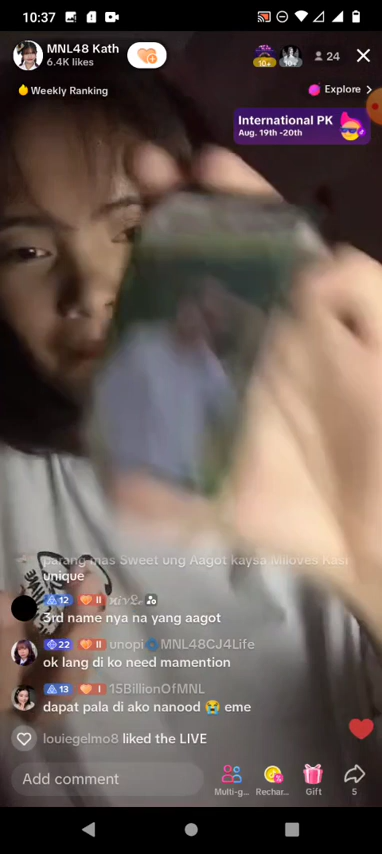 10:37
MNL48 Kath
6.4K likes
10+
10+
24
Weekly Ranking
Explore
International PK
Aug. 19th -20th
parang mas Sweet ung Aagot kaysa Miloves Kasi
unique
12 II
3rd name nya na yang aagot
22 II unopi🔹MNL48CJ4Life
ok lang di ko need mamention
13 I 15BillionOfMNL
dapat pala di ako nanood 😭 eme
louiegelmo8 liked the LIVE
Add comment
Multi-g...
Rechar...
Gift
5